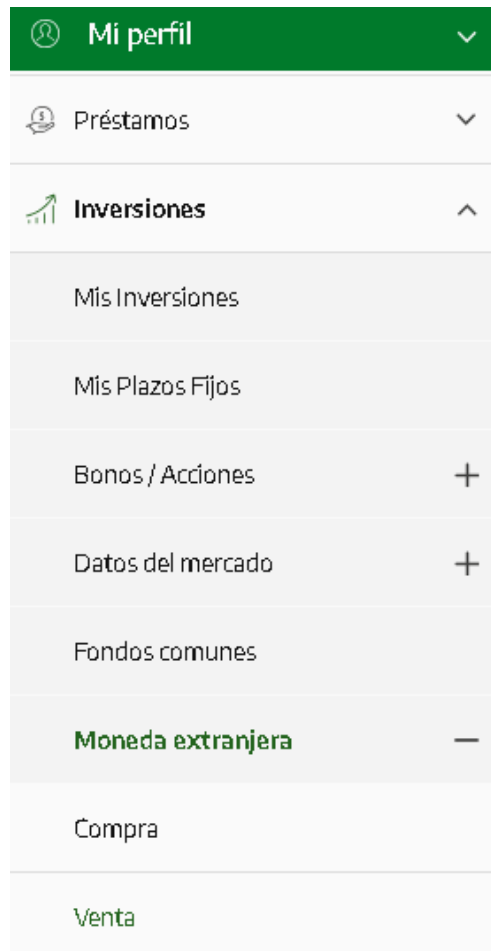 Mi perfil
Préstamos
Inversiones
Mis Inversiones
Mis Plazos Fijos
Bonos / Acciones
Datos del mercado
Fondos comunes
Moneda extranjera
Compra
Venta